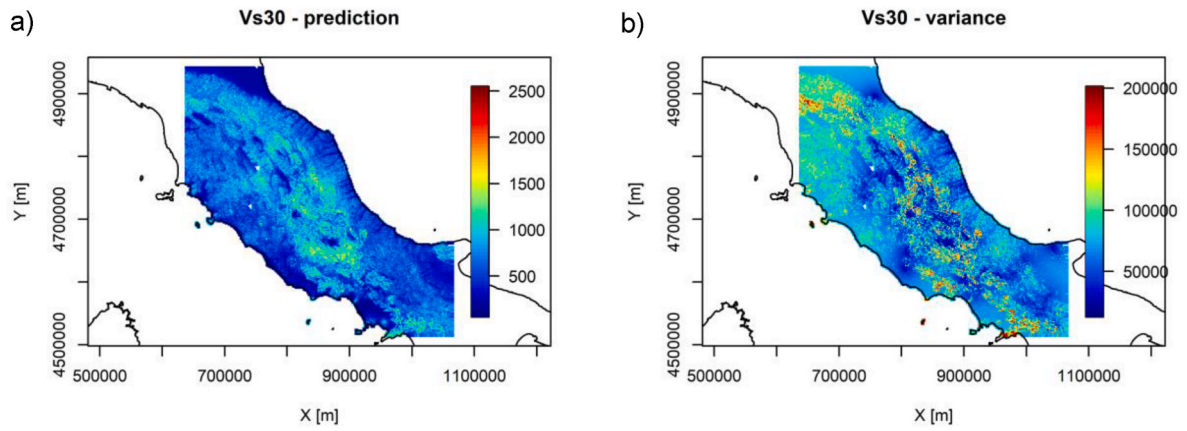 a)
Vs30 - prediction
Y [m]
4900000
4700000
4500000
2500
2000
1500
1000
500
500000 700000 900000 1100000
X [m]
b)
Vs30 - variance
Y [m]
4900000
4700000
4500000
200000
150000
100000
50000
500000 700000 900000 1100000
X [m]